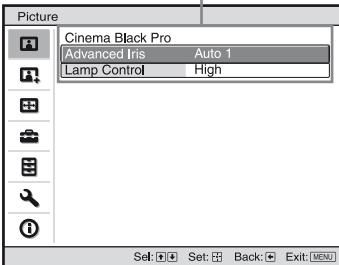 Picture
Cinema Black Pro
Advanced Iris Auto 1
Lamp Control High
Sel: Set: Back: Exit: MENU